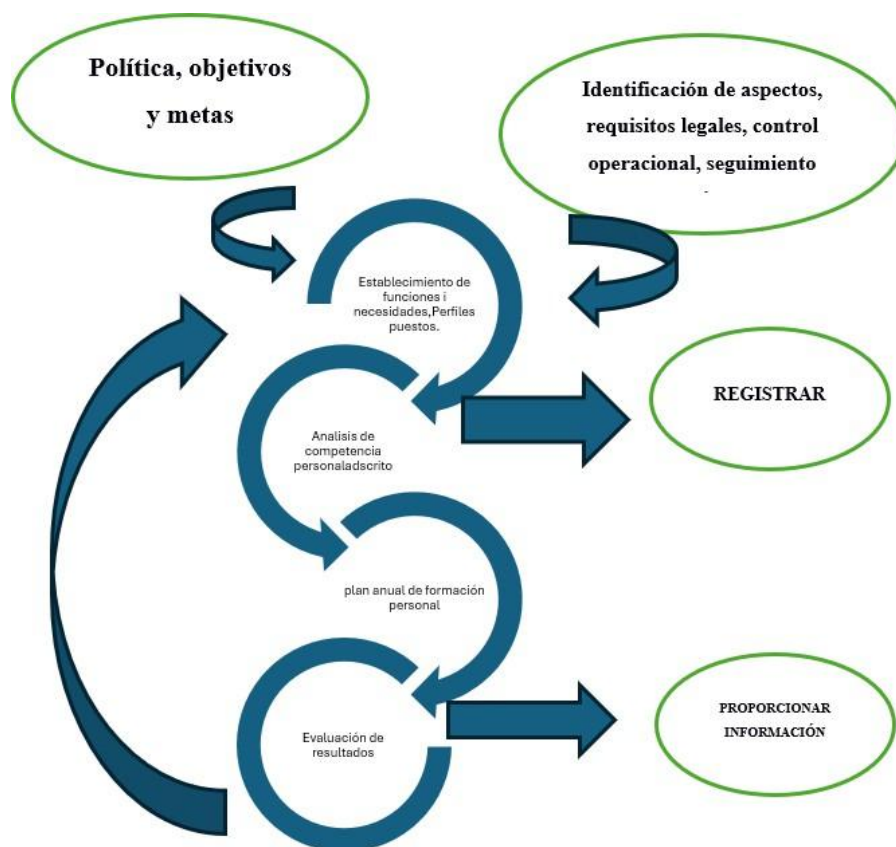 Política, objetivos
y metas
Identificación de aspectos,
requisitos legales, control
operacional, seguimiento
Establecimiento de
funciones i
necesidades,Perfiles
puestos.
REGISTRAR
Analisis de
competencia
personaladscrito
plan anual de formación
personal
PROPORCIONAR
INFORMACIÓN
Evaluación de
resultados